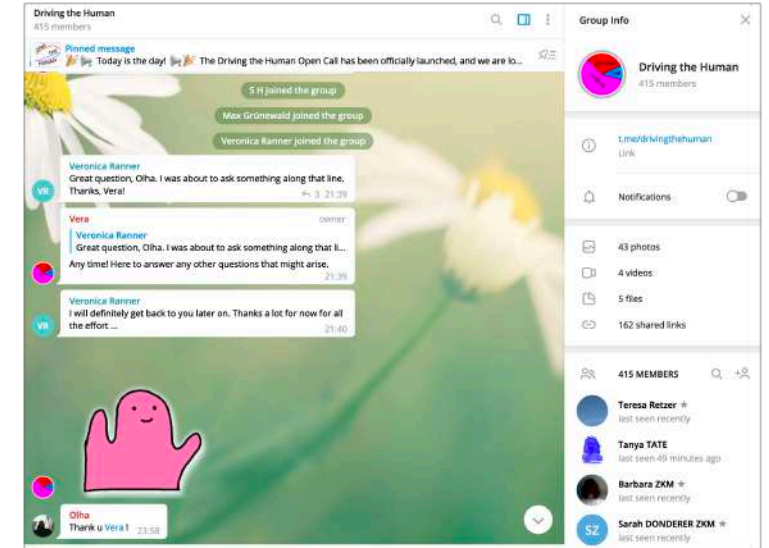 Driving the Human
415 members
Pinned message
Today is the day! The Driving the Human Open Call has been officially launched, and we are lo...
S H joined the group
Max Grünewald joined the group
Veronica Ranner joined the group
Veronica Ranner
Great question, Olha. I was about to ask something along that line.
Thanks, Vera!
3 21:39
VR
Vera owner
Veronica Ranner
Great question, Olha. I was about to ask something along that li...
Any time! Here to answer any other questions that might arise.
21:39
Veronica Ranner
I will definitely get back to you later on. Thanks a lot for now for all
the effort ...
21:40
VR
Olha
Thank u Vera! 23:58
Group Info
Driving the Human
415 members
t.me/drivingthehuman
Link
Notifications
43 photos
4 videos
5 files
162 shared links
415 MEMBERS
Teresa Retzer
last seen recently
Tanya TATE
last seen 49 minutes ago
Barbara ZKM
last seen recently
SZ
Sarah DONDERER ZKM
last seen recently